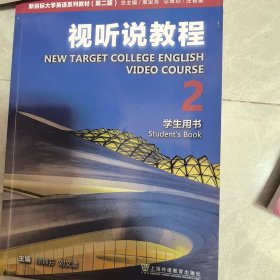 新目标大学英语系列教材（第二版）
视听说教程
NEW TARGET COLLEGE ENGLISH
VIDEO COURSE
2
学生用书
Student's Book
主编
上海外语教育出版社